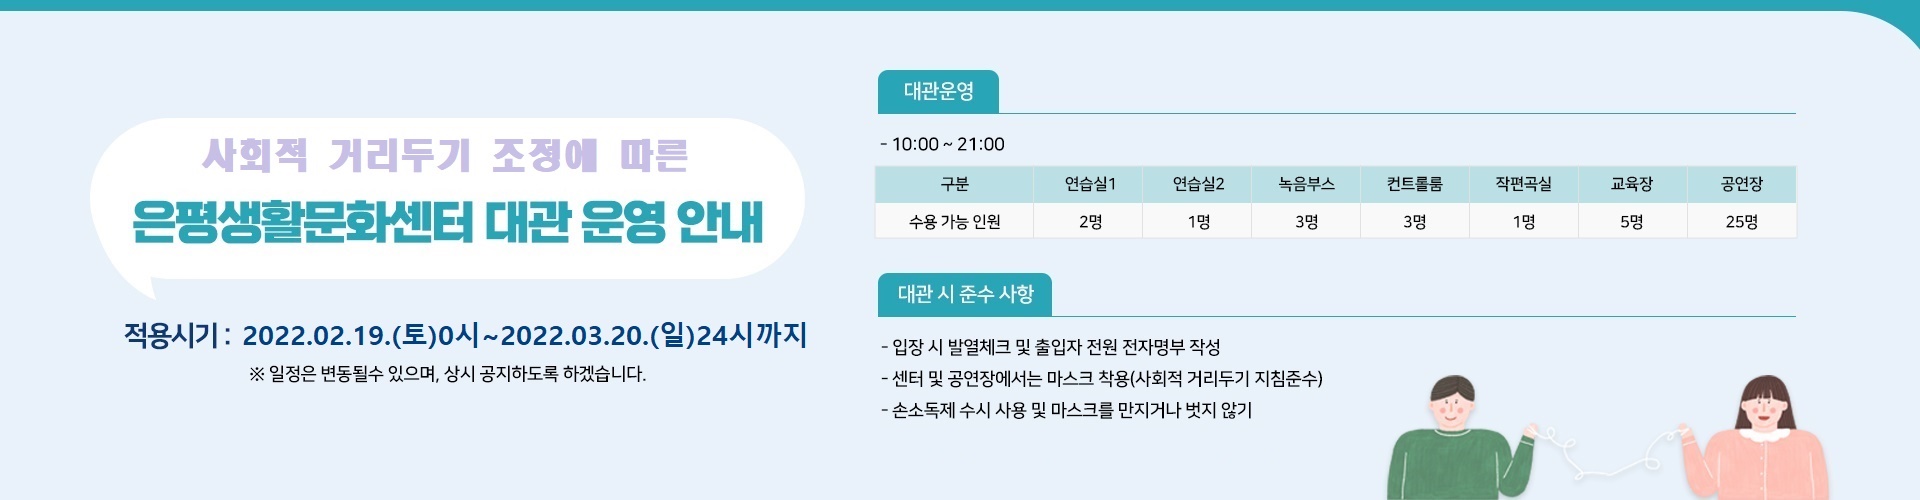 사회적 거리두기 조정에 따른
은평생활문화센터 대관 운영 안내
적용시기 : 2022.02.19.(토)0시~2022.03.20.(일)24시까지
※ 일정은 변동될수 있으며, 상시 공지하도록 하겠습니다.
대관운영
- 10:00 ~ 21:00
구분 연습실1 연습실2 녹음부스 컨트롤룸 작편곡실 교육장 공연장
수용 가능 인원 2명 1명 3명 3명 1명 5명 25명
대관 시 준수 사항
- 입장 시 발열체크 및 출입자 전원 전자명부 작성
- 센터 및 공연장에서는 마스크 착용(사회적 거리두기 지침준수)
- 손소독제 수시 사용 및 마스크를 만지거나 벗지 않기